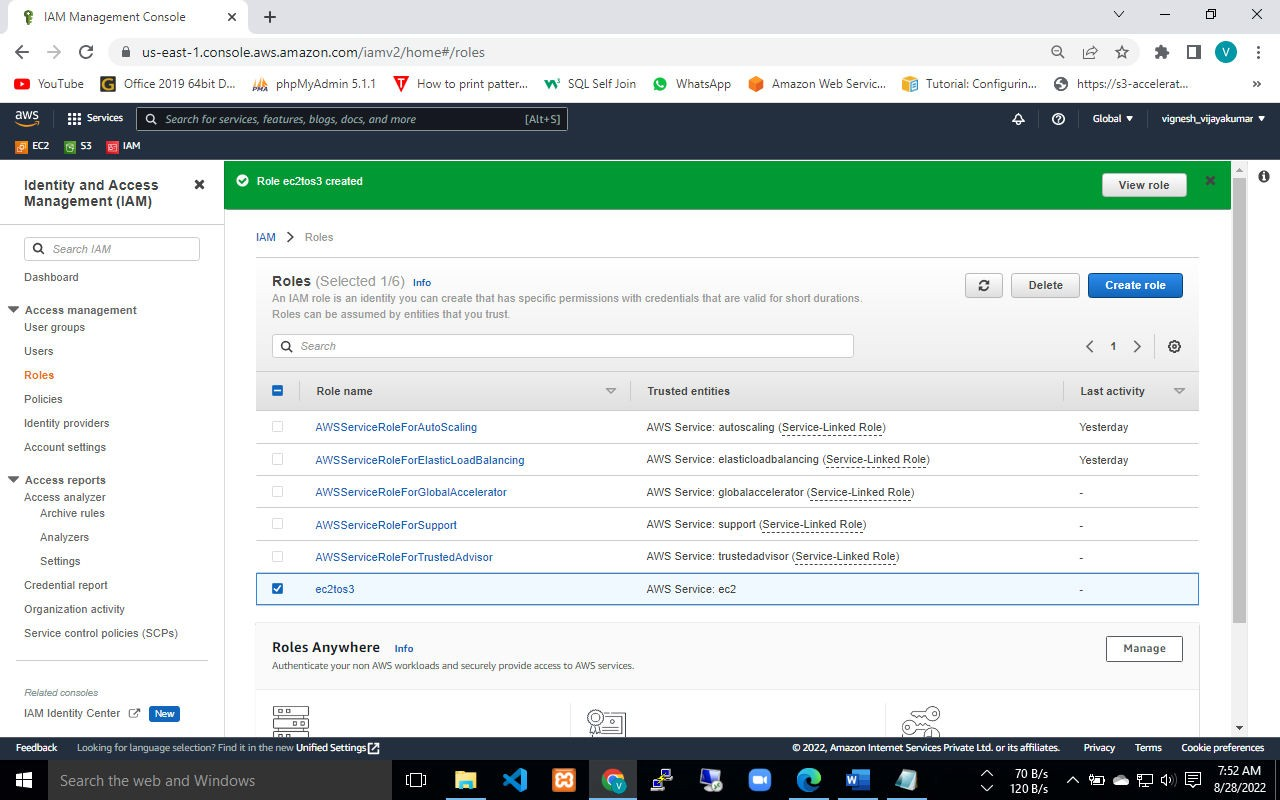 IAM Management Console
us-east-1.console.aws.amazon.com/iamv2/home#/roles
V
YouTube
Office 2019 64bit D...
phpMyAdmin 5.1.1
How to print patter...
SQL Self Join
WhatsApp
Amazon Web Servic...
Tutorial: Configurin...
https://s3-accelerat...
aws
Services
Search for services, features, blogs, docs, and more
[Alt+S]
Global
vignesh_vijayakumar
EC2
S3
IAM
Identity and Access
Management (IAM)
Search IAM
Dashboard
Access management
User groups
Users
Roles
Policies
Identity providers
Account settings
Access reports
Access analyzer
Archive rules
Analyzers
Settings
Credential report
Organization activity
Service control policies (SCPs)
Related consoles
IAM Identity Center
New
Role ec2tos3 created
View role
IAM > Roles
Roles (Selected 1/6) Info
An IAM role is an identity you can create that has specific permissions with credentials that are valid for short durations.
Roles can be assumed by entities that you trust.
Delete
Create role
Search
1
Role name Trusted entities Last activity
AWSServiceRoleForAutoScaling AWS Service: autoscaling (Service-Linked Role) Yesterday
AWSServiceRoleForElasticLoadBalancing AWS Service: elasticloadbalancing (Service-Linked Role) Yesterday
AWSServiceRoleForGlobalAccelerator AWS Service: globalaccelerator (Service-Linked Role) -
AWSServiceRoleForSupport AWS Service: support (Service-Linked Role) -
AWSServiceRoleForTrustedAdvisor AWS Service: trustedadvisor (Service-Linked Role) -
ec2tos3 AWS Service: ec2 -
Roles Anywhere Info
Authenticate your non AWS workloads and securely provide access to AWS services.
Manage
Feedback
Looking for language selection? Find it in the new Unified Settings
© 2022, Amazon Internet Services Private Ltd. or its affiliates.
Privacy
Terms
Cookie preferences
Search the web and Windows
70 B/s
120 B/s
7:52 AM
8/28/2022